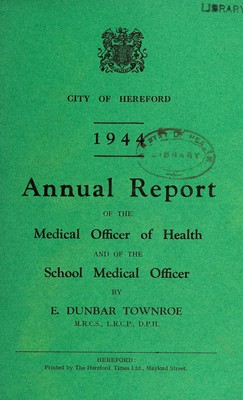 LIBRARY
CITY OF HEREFORD
1944
LIBRARY
Annual Report
OF THE
Medical Officer of Health
AND OF THE
School Medical Officer
BY
E. DUNBAR TOWNROE
M.R.C.S., L.R.C.P., D.P.H.
HEREFORD:
Printed by The Hereford Times Ltd., Maylord Street.